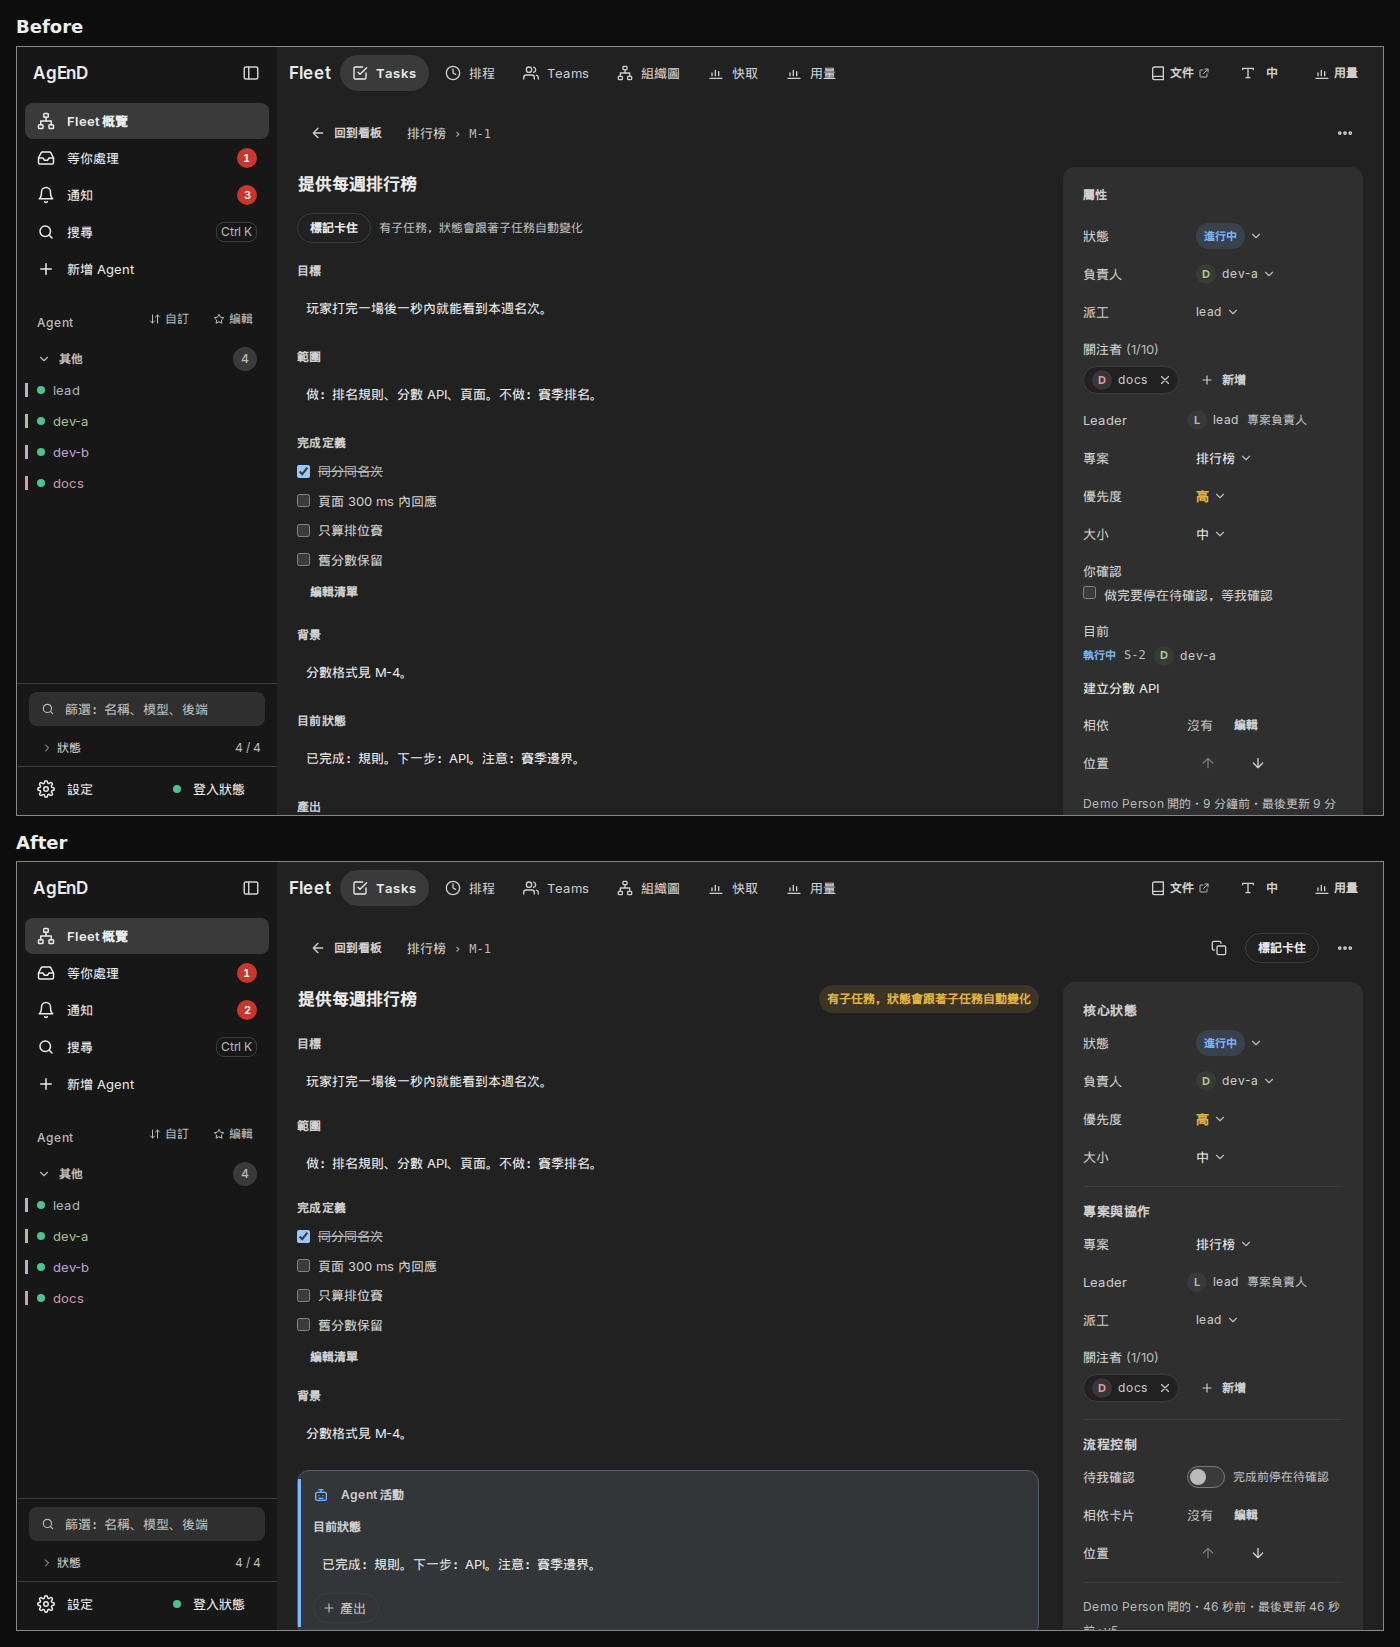 Before
AgEnD
Fleet Tasks 排程 Teams 組織圖 快取 用量 文件 中 用量
Fleet 概覽
等你處理 1
通知 3
搜尋 Ctrl K
新增 Agent
Agent 自訂 編輯
其他 4
lead
dev-a
dev-b
docs
篩選：名稱、模型、後端
狀態 4 / 4
設定 登入狀態
回到看板 排行榜 › M-1
提供每週排行榜
標記卡住 有子任務，狀態會跟著子任務自動變化
目標
玩家打完一場後一秒內就能看到本週名次。
範圍
做：排名規則、分數 API、頁面。不做：賽季排名。
完成定義
同分同名次
頁面 300 ms 內回應
只算排位賽
舊分數保留
編輯清單
背景
分數格式見 M-4。
目前狀態
已完成：規則。下一步：API。注意：賽季邊界。
產出
屬性
狀態 進行中
負責人 D dev-a
派工 lead
關注者 (1/10)
D docs 新增
Leader L lead 專案負責人
專案 排行榜
優先度 高
大小 中
你確認
做完要停在待確認，等我確認
目前
執行中 S-2 D dev-a
建立分數 API
相依 沒有 編輯
位置
Demo Person 開的・9 分鐘前・最後更新 9 分
After
AgEnD
Fleet Tasks 排程 Teams 組織圖 快取 用量 文件 中 用量
Fleet 概覽
等你處理 1
通知 2
搜尋 Ctrl K
新增 Agent
Agent 自訂 編輯
其他 4
lead
dev-a
dev-b
docs
篩選：名稱、模型、後端
狀態 4 / 4
設定 登入狀態
回到看板 排行榜 › M-1 標記卡住
提供每週排行榜 有子任務，狀態會跟著子任務自動變化
目標
玩家打完一場後一秒內就能看到本週名次。
範圍
做：排名規則、分數 API、頁面。不做：賽季排名。
完成定義
同分同名次
頁面 300 ms 內回應
只算排位賽
舊分數保留
編輯清單
背景
分數格式見 M-4。
Agent 活動
目前狀態
已完成：規則。下一步：API。注意：賽季邊界。
產出
核心狀態
狀態 進行中
負責人 D dev-a
優先度 高
大小 中
專案與協作
專案 排行榜
Leader L lead 專案負責人
派工 lead
關注者 (1/10)
D docs 新增
流程控制
待我確認 完成前停在待確認
相依卡片 沒有 編輯
位置
Demo Person 開的・46 秒前・最後更新 46 秒